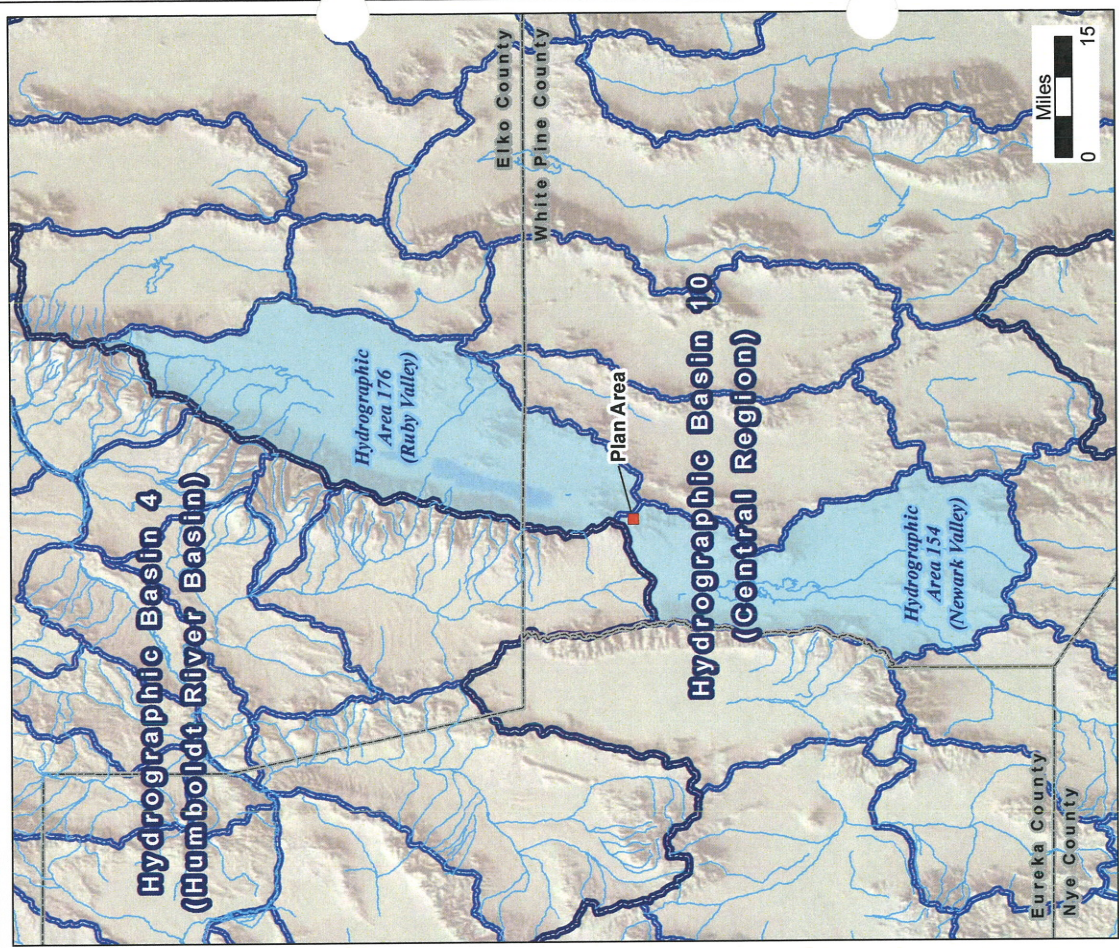 Hydrographic Basin 4
(Humboldt River Basin)
Hydrographic
Area 176
(Ruby Valley)
Elko County
White Pine County
Plan Area
Hydrographic Basin 10
(Central Region)
Hydrographic
Area 154
(Newark Valley)
Eureka County
Nye County
Miles
0
15